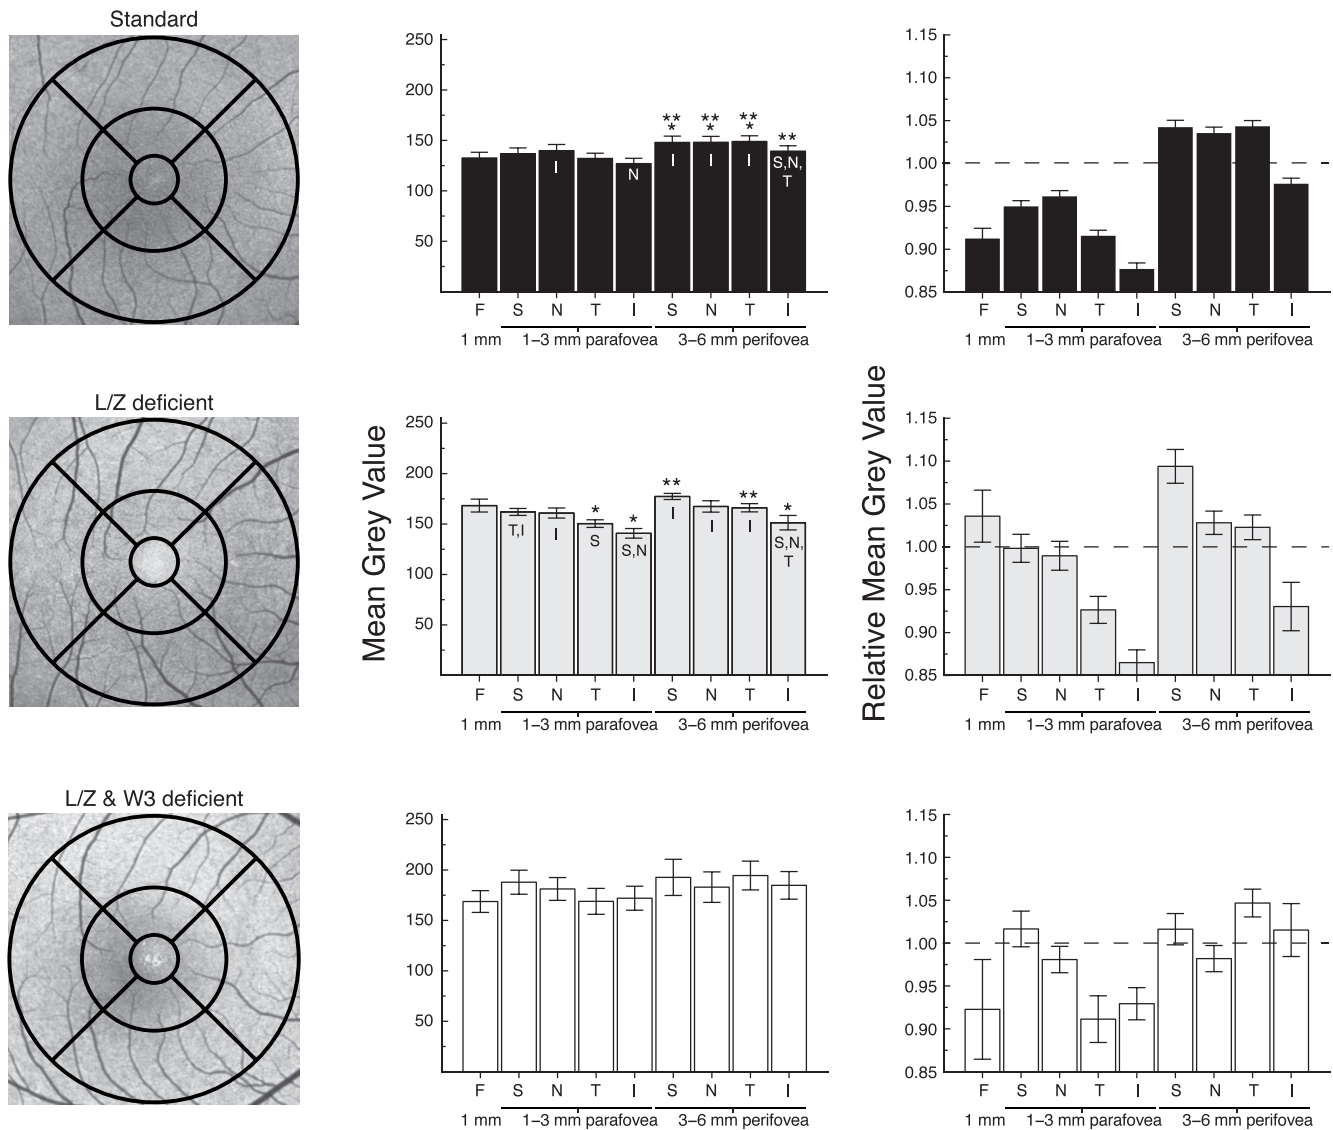 Standard
250
200
150
100
50
** ** **
* * * **
I N I I I S,N,
T
F S N T I S N T I
1 mm 1–3 mm parafovea 3–6 mm perifovea
1.15
1.10
1.05
1.00
0.95
0.90
0.85
F S N T I S N T I
1 mm 1–3 mm parafovea 3–6 mm perifovea
L/Z deficient
Mean Grey Value
250
200
150
100
50
* * ** ** *
T,I I S S,N I I I S,N,
T
F S N T I S N T I
1 mm 1–3 mm parafovea 3–6 mm perifovea
Relative Mean Grey Value
1.15
1.10
1.05
1.00
0.95
0.90
0.85
F S N T I S N T I
1 mm 1–3 mm parafovea 3–6 mm perifovea
L/Z & W3 deficient
250
200
150
100
50
F S N T I S N T I
1 mm 1–3 mm parafovea 3–6 mm perifovea
1.15
1.10
1.05
1.00
0.95
0.90
0.85
F S N T I S N T I
1 mm 1–3 mm parafovea 3–6 mm perifovea